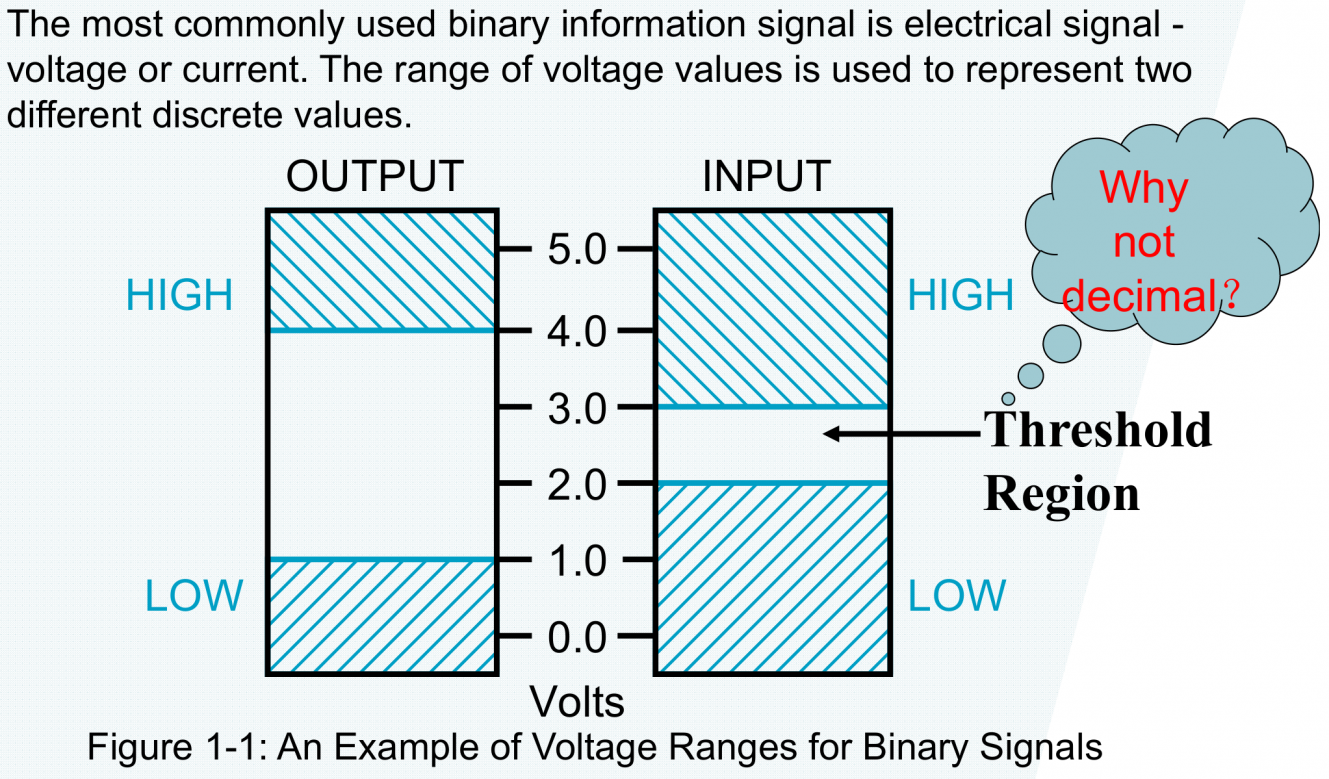 The most commonly used binary information signal is electrical signal -
voltage or current. The range of voltage values is used to represent two
different discrete values.
OUTPUT
INPUT
Why
not
decimal？
HIGH
5.0
4.0
3.0
2.0
1.0
0.0
HIGH
Threshold
Region
LOW
LOW
Volts
Figure 1-1: An Example of Voltage Ranges for Binary Signals